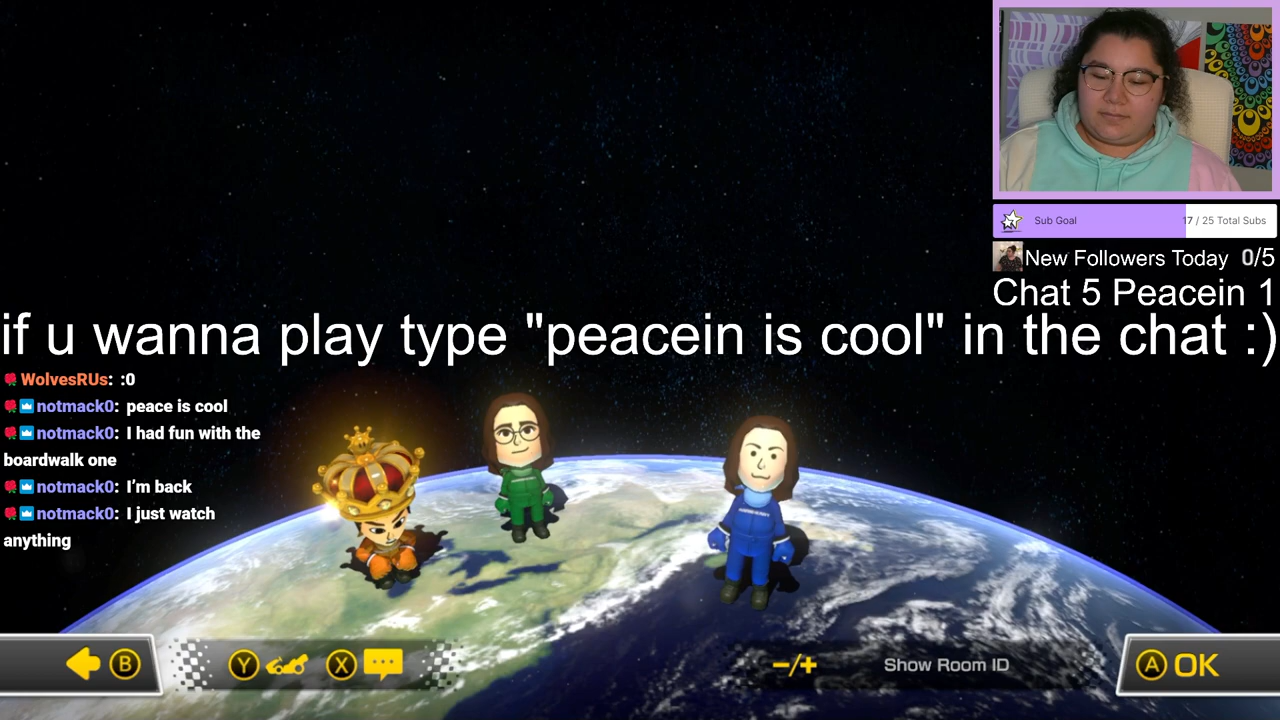 Sub Goal 17 / 25 Total Subs
New Followers Today 0/5
Chat 5 Peacein 1
if u wanna play type "peacein is cool" in the chat :)
WolvesRUs: :0
notmack0: peace is cool
notmack0: I had fun with the
boardwalk one
notmack0: I'm back
notmack0: I just watch
anything
B Y X −/+ Show Room ID A OK